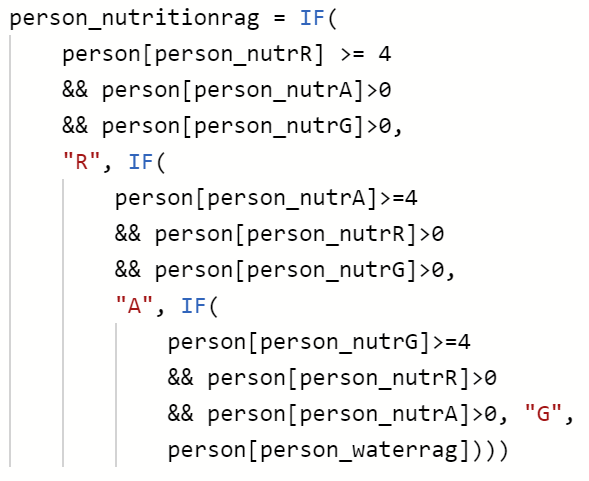 person_nutritionrag = IF(
person[person_nutrR] >= 4
&& person[person_nutrA]>0
&& person[person_nutrG]>0,
"R", IF(
person[person_nutrA]>=4
&& person[person_nutrR]>0
&& person[person_nutrG]>0,
"A", IF(
person[person_nutrG]>=4
&& person[person_nutrR]>0
&& person[person_nutrA]>0, "G",
person[person_waterrag])))